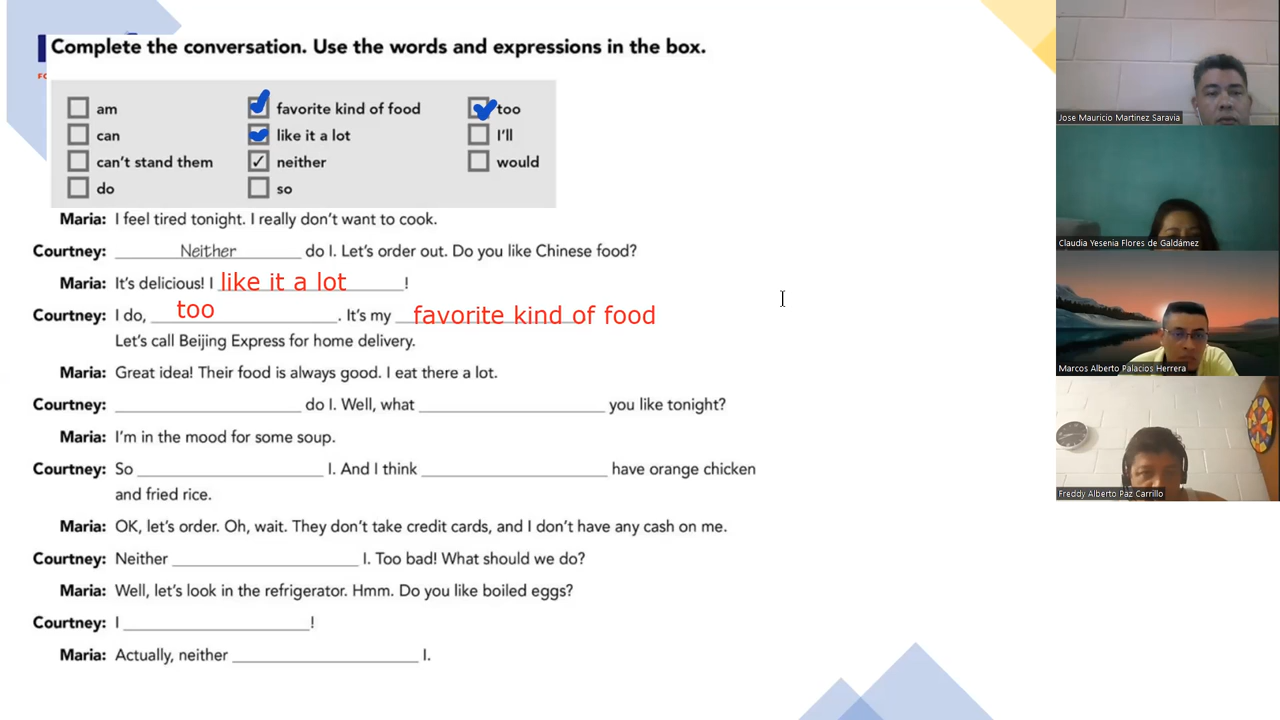 Complete the conversation. Use the words and expressions in the box.
FO
am
favorite kind of food
too
can
like it a lot
I'll
can't stand them
neither
would
do
so
Maria: I feel tired tonight. I really don't want to cook.
Courtney: Neither do I. Let's order out. Do you like Chinese food?
Maria: It's delicious! I like it a lot !
Courtney: I do, too . It's my favorite kind of food
Let's call Beijing Express for home delivery.
Maria: Great idea! Their food is always good. I eat there a lot.
Courtney: ____ do I. Well, what ____ you like tonight?
Maria: I'm in the mood for some soup.
Courtney: So ____ I. And I think ____ have orange chicken
and fried rice.
Maria: OK, let's order. Oh, wait. They don't take credit cards, and I don't have any cash on me.
Courtney: Neither ____ I. Too bad! What should we do?
Maria: Well, let's look in the refrigerator. Hmm. Do you like boiled eggs?
Courtney: I ____ !
Maria: Actually, neither ____ I.
Jose Mauricio Martinez Saravia
Claudia Yesenia Flores de Galdámez
Marcos Alberto Palacios Herrera
Freddy Alberto Paz Carrillo